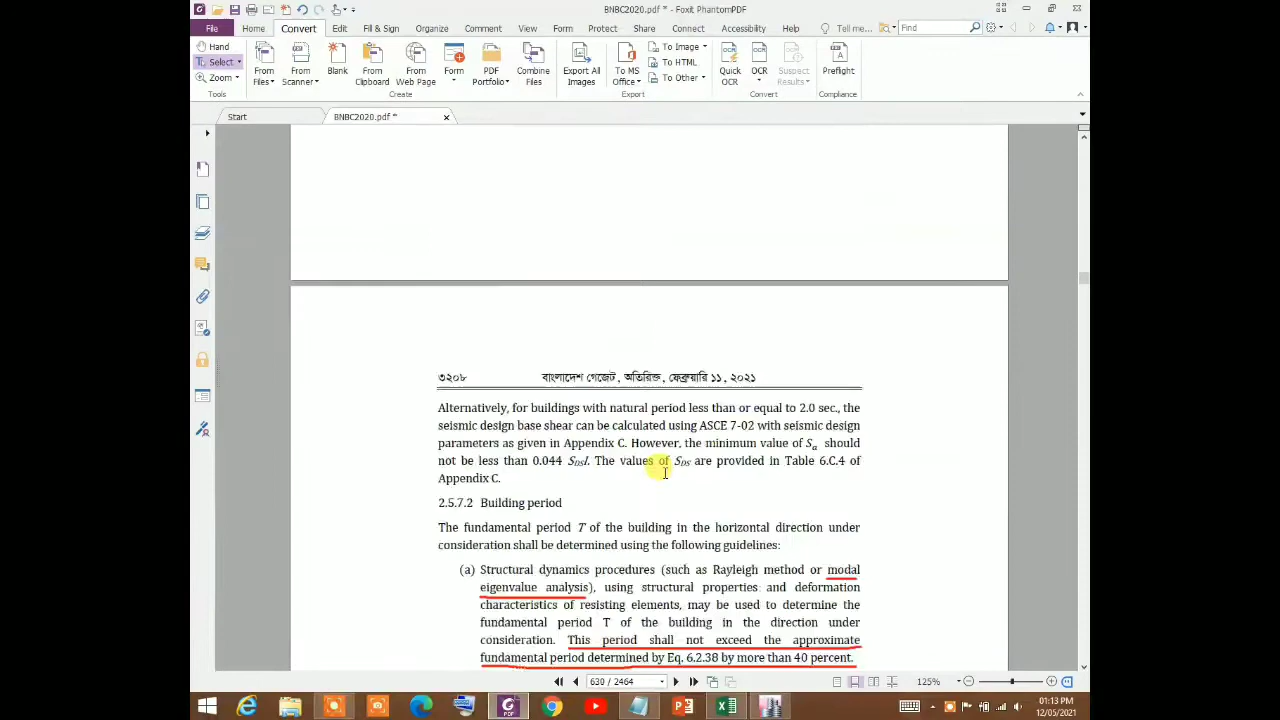 BNBC2020.pdf * - Foxit PhantomPDF
File Home Convert Edit Fill & Sign Organize Comment View Form Protect Share Connect Accessibility Help Tell me... Find
Hand
Select
Zoom
Tools
From Files
From Scanner
Blank
From Clipboard
From Web Page
Form
PDF Portfolio
Combine Files
Create
Export All Images
To MS Office
To Image
To HTML
To Other
Export
Quick OCR
OCR
Suspect Results
Convert
Preflight
Compliance
Start BNBC2020.pdf *
৩২০৮ বাংলাদেশ গেজেট, অতিরিক্ত, ফেব্রুয়ারি ১১, ২০২১
Alternatively, for buildings with natural period less than or equal to 2.0 sec., the
seismic design base shear can be calculated using ASCE 7-02 with seismic design
parameters as given in Appendix C. However, the minimum value of Sa should
not be less than 0.044 SDSI. The values of SDS are provided in Table 6.C.4 of
Appendix C.
2.5.7.2 Building period
The fundamental period T of the building in the horizontal direction under
consideration shall be determined using the following guidelines:
(a) Structural dynamics procedures (such as Rayleigh method or modal
eigenvalue analysis), using structural properties and deformation
characteristics of resisting elements, may be used to determine the
fundamental period T of the building in the direction under
consideration. This period shall not exceed the approximate
fundamental period determined by Eq. 6.2.38 by more than 40 percent.
630 / 2464 125%
01:13 PM
12/05/2021